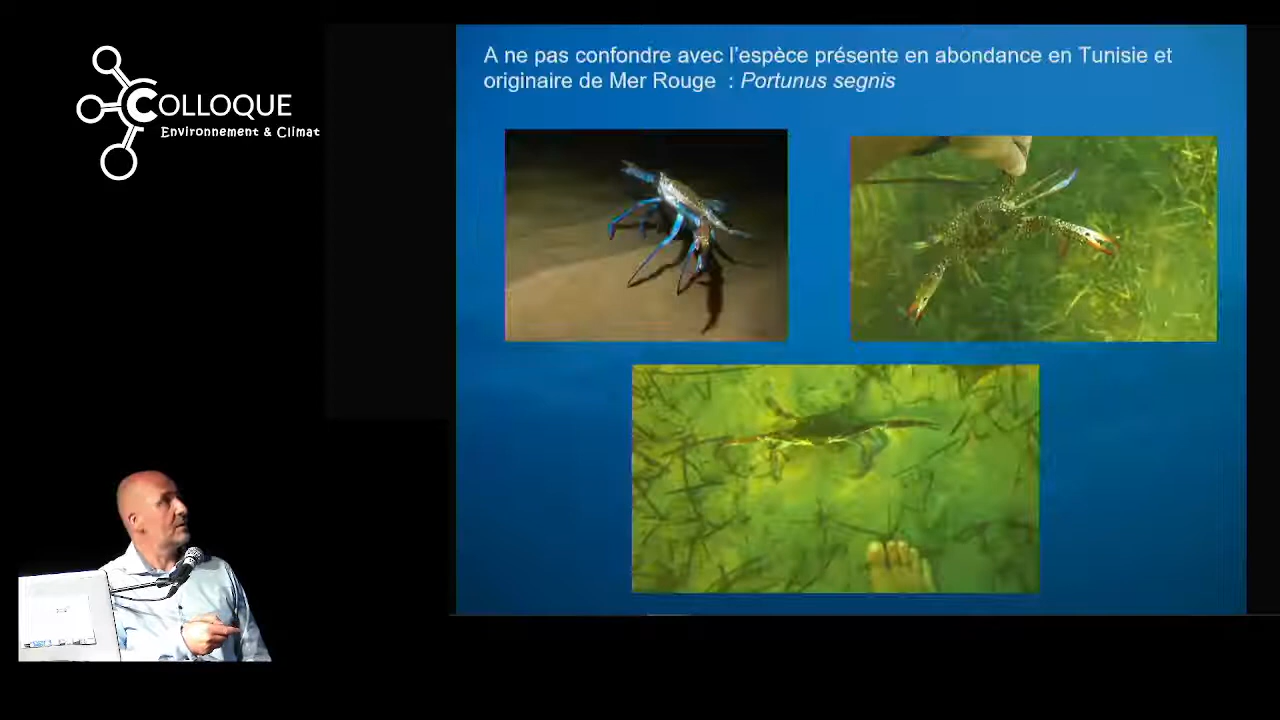 COLLOQUE
Environnement & Climat
A ne pas confondre avec l'espèce présente en abondance en Tunisie et
originaire de Mer Rouge : Portunus segnis